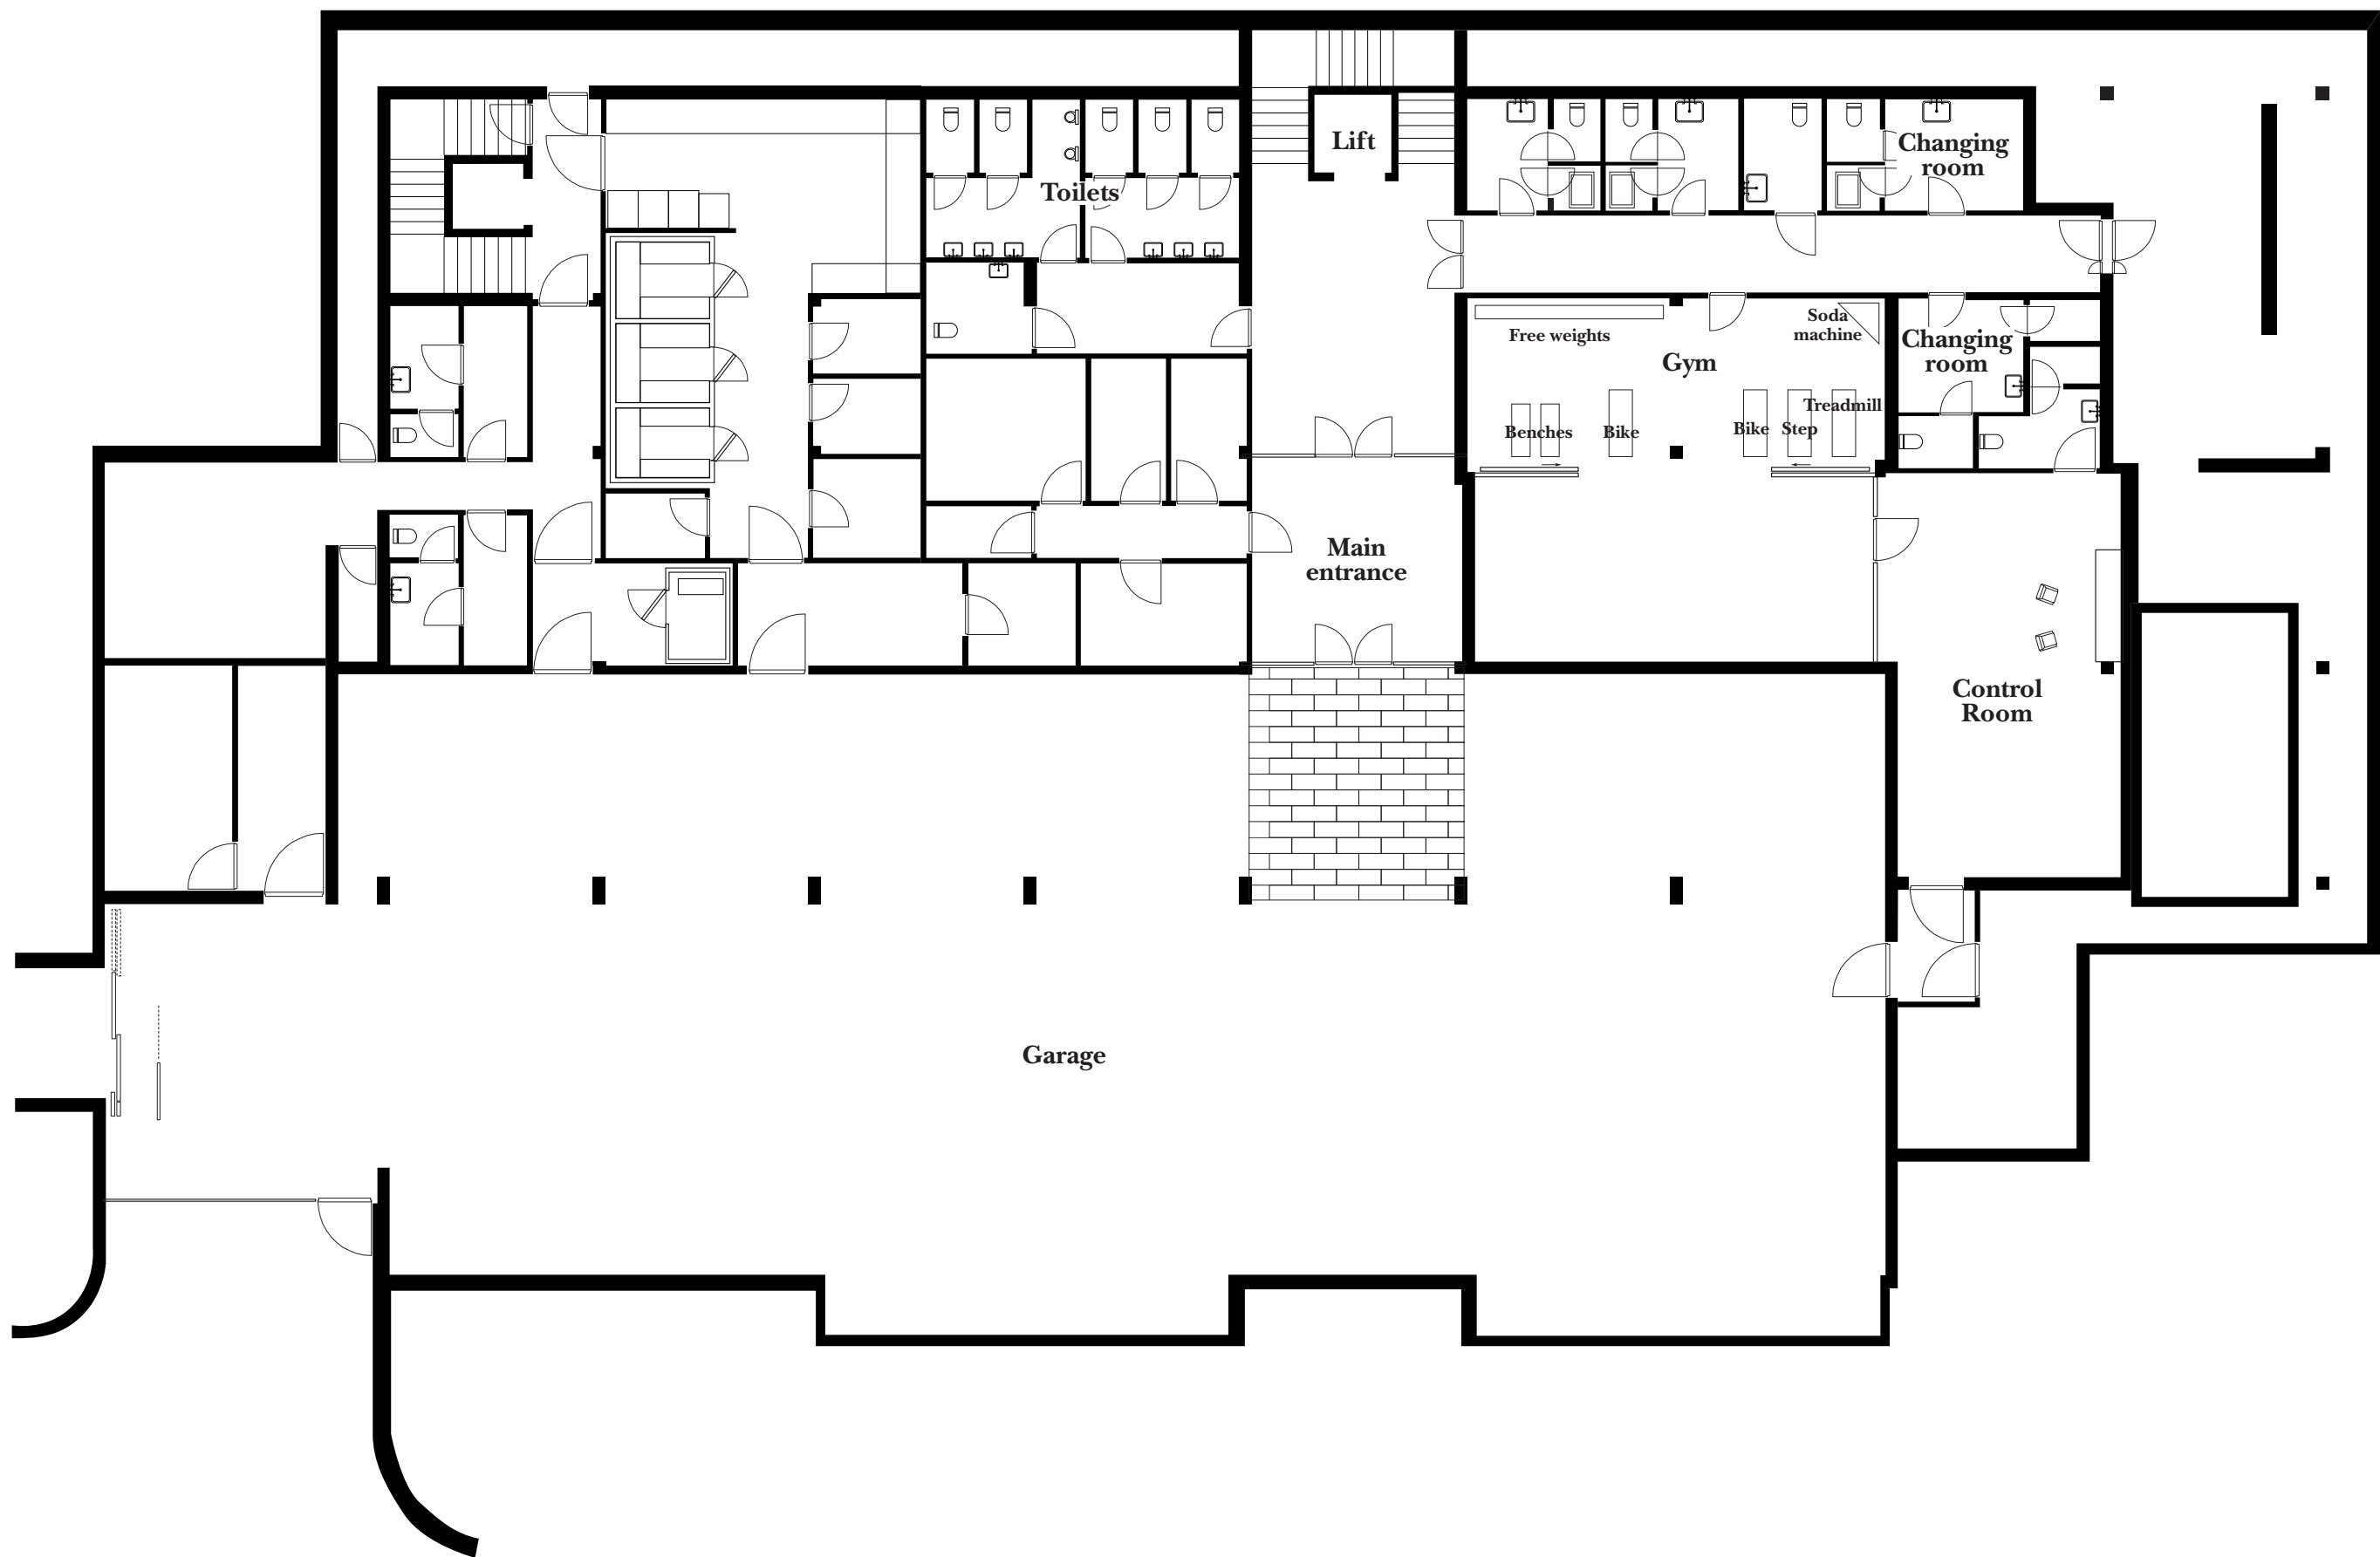 Lift
Changing
room
Toilets
Soda
machine
Free weights
Changing
room
Gym
Treadmill
Benches
Bike
Bike
Step
Main
entrance
Control
Room
Garage